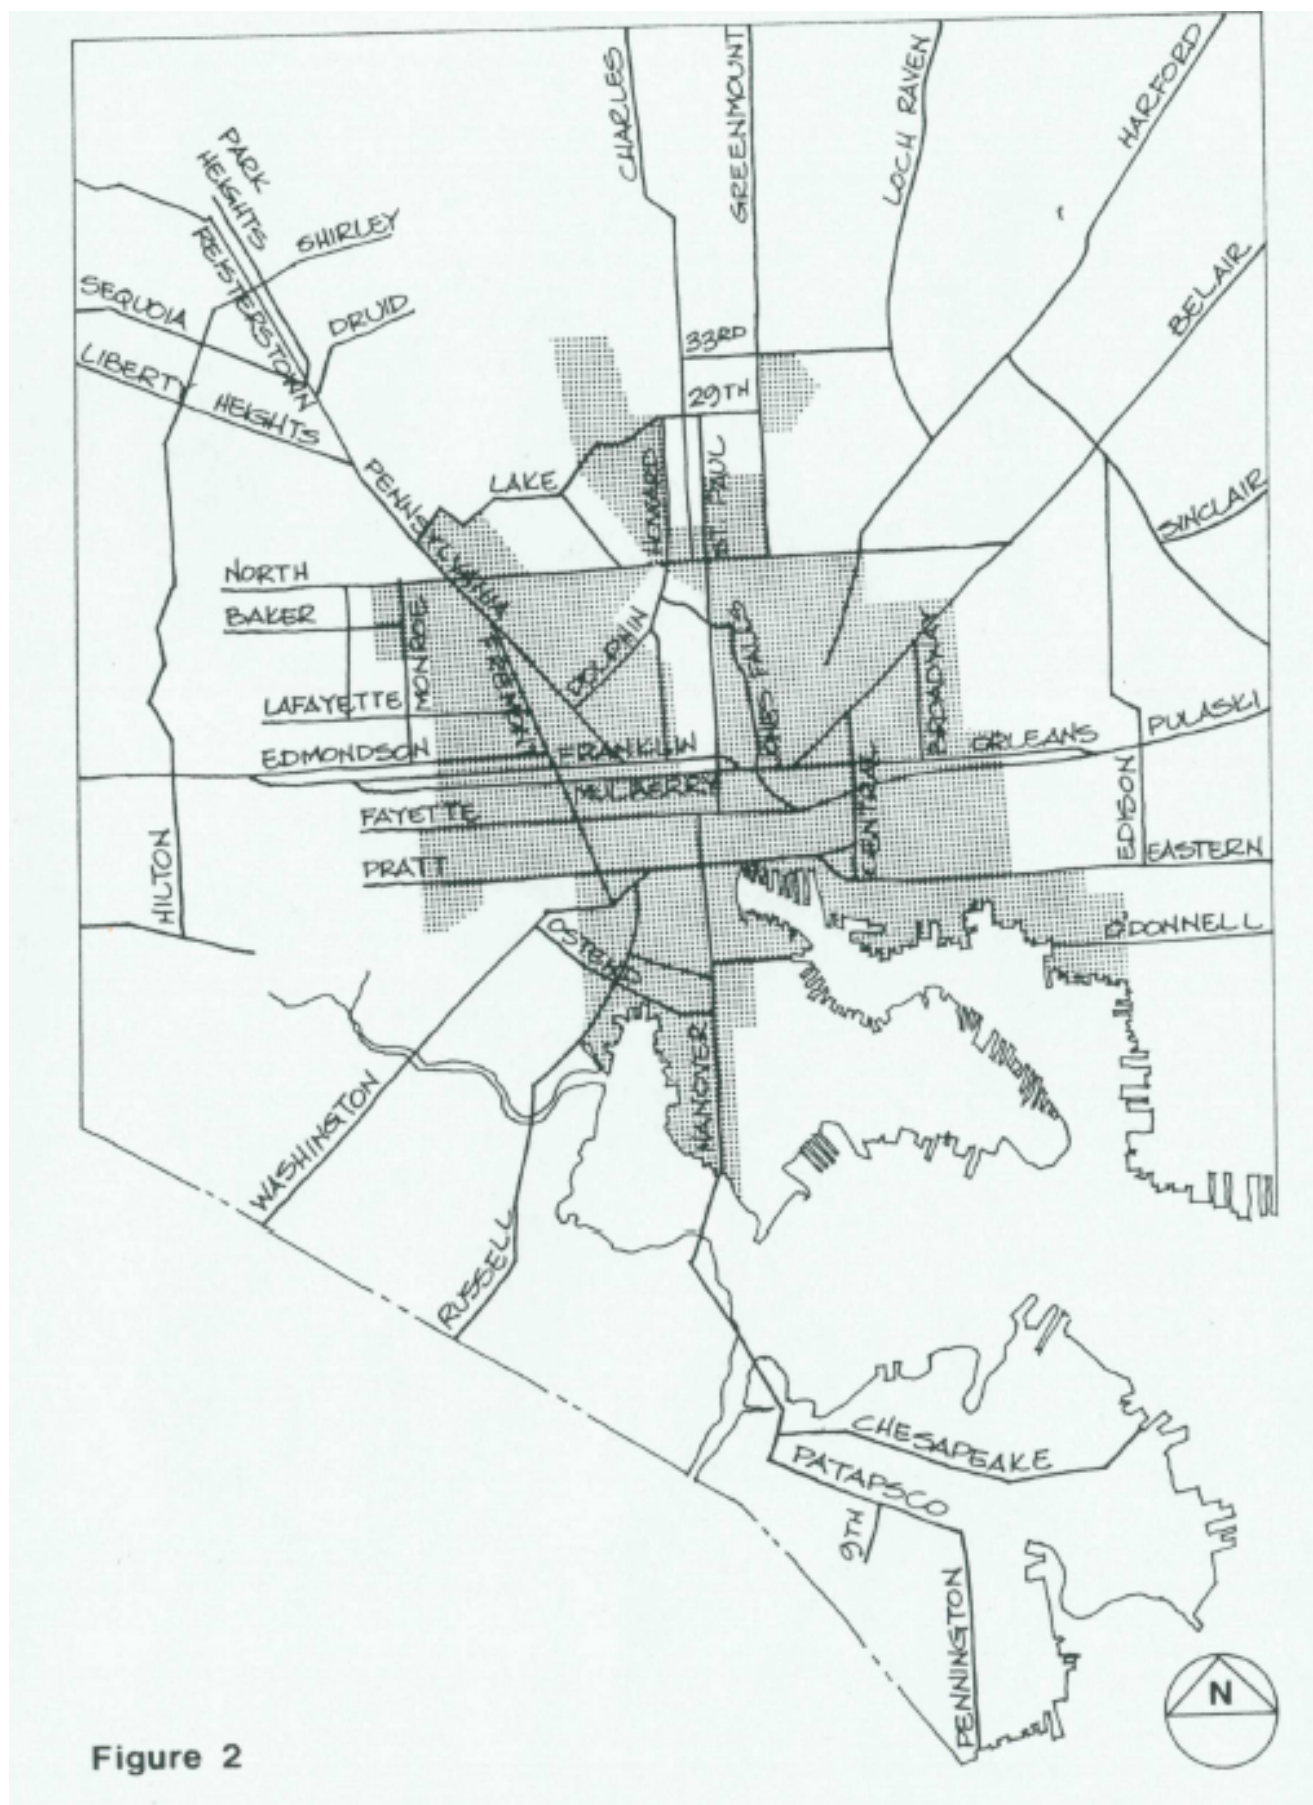 CHARLES
GREENMOUNT
LOCH RAVEN
HARFORD
PARK
HEIGHTS
REISTERSTOWN
SHIRLEY
SEQUOIA
DRUID
BELAIR
LIBERTY HEIGHTS
33RD
29TH
PENNSYLVANIA
LAKE
HOWARD
ST. PAUL
SINCLAIR
NORTH
BAKER
MONROE
FREMONT
DOLPHIN
JONES FALLS
BROADWAY
LAFAYETTE
EDMONDSON
FRANKLIN
ORLEANS
PULASKI
MULBERRY
CENTRAL
EDISON
FAYETTE
PRATT
EASTERN
HILTON
OSTEND
O'DONNELL
HANOVER
WASHINGTON
RUSSELL
CHESAPEAKE
PATAPSCO
9TH
PENNINGTON
N
Figure 2